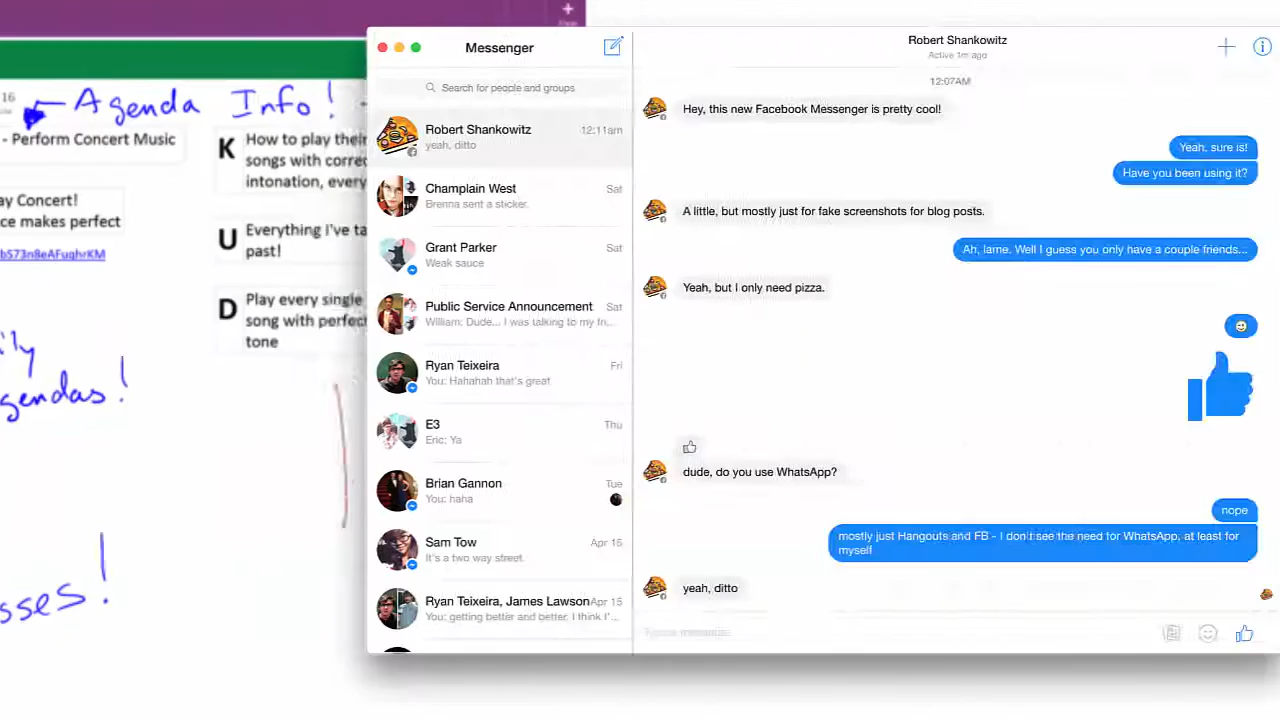 16
Agenda Info!
- Perform Concert Music
ay Concert!
ce makes perfect
bS73n8eAFughrKM
ily
gendas!
sses!
K
How to play their
songs with corre
intonation, every
U
Everything I've ta
past!
D
Play every single
song with perfec
tone
Messenger
Search for people and groups
Robert Shankowitz 12:11am
yeah, ditto
Champlain West Sat
Brenna sent a sticker.
Grant Parker Sat
Weak sauce
Public Service Announcement Sat
William: Dude... I was talking to my fri...
Ryan Teixeira Fri
You: Hahahah that's great
E3 Thu
Eric: Ya
Brian Gannon Tue
You: haha
Sam Tow Apr 16
It's a two way street.
Ryan Teixeira, James Lawson Apr 15
You: getting better and better. I think I'...
Robert Shankowitz
Active 1m ago
12:07AM
Hey, this new Facebook Messenger is pretty cool!
Yeah, sure is!
Have you been using it?
A little, but mostly just for fake screenshots for blog posts.
Ah, lame. Well I guess you only have a couple friends...
Yeah, but I only need pizza.
dude, do you use WhatsApp?
nope
mostly just Hangouts and FB - I don't see the need for WhatsApp, at least for
myself
yeah, ditto